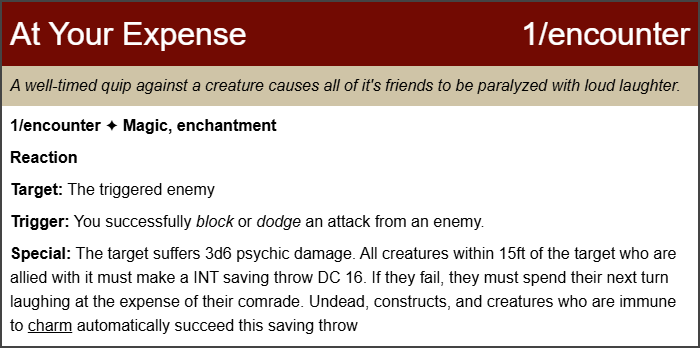 At Your Expense 1/encounter
A well-timed quip against a creature causes all of it's friends to be paralyzed with loud laughter.
1/encounter ✦ Magic, enchantment
Reaction
Target: The triggered enemy
Trigger: You successfully block or dodge an attack from an enemy.
Special: The target suffers 3d6 psychic damage. All creatures within 15ft of the target who are
allied with it must make a INT saving throw DC 16. If they fail, they must spend their next turn
laughing at the expense of their comrade. Undead, constructs, and creatures who are immune
to charm automatically succeed this saving throw